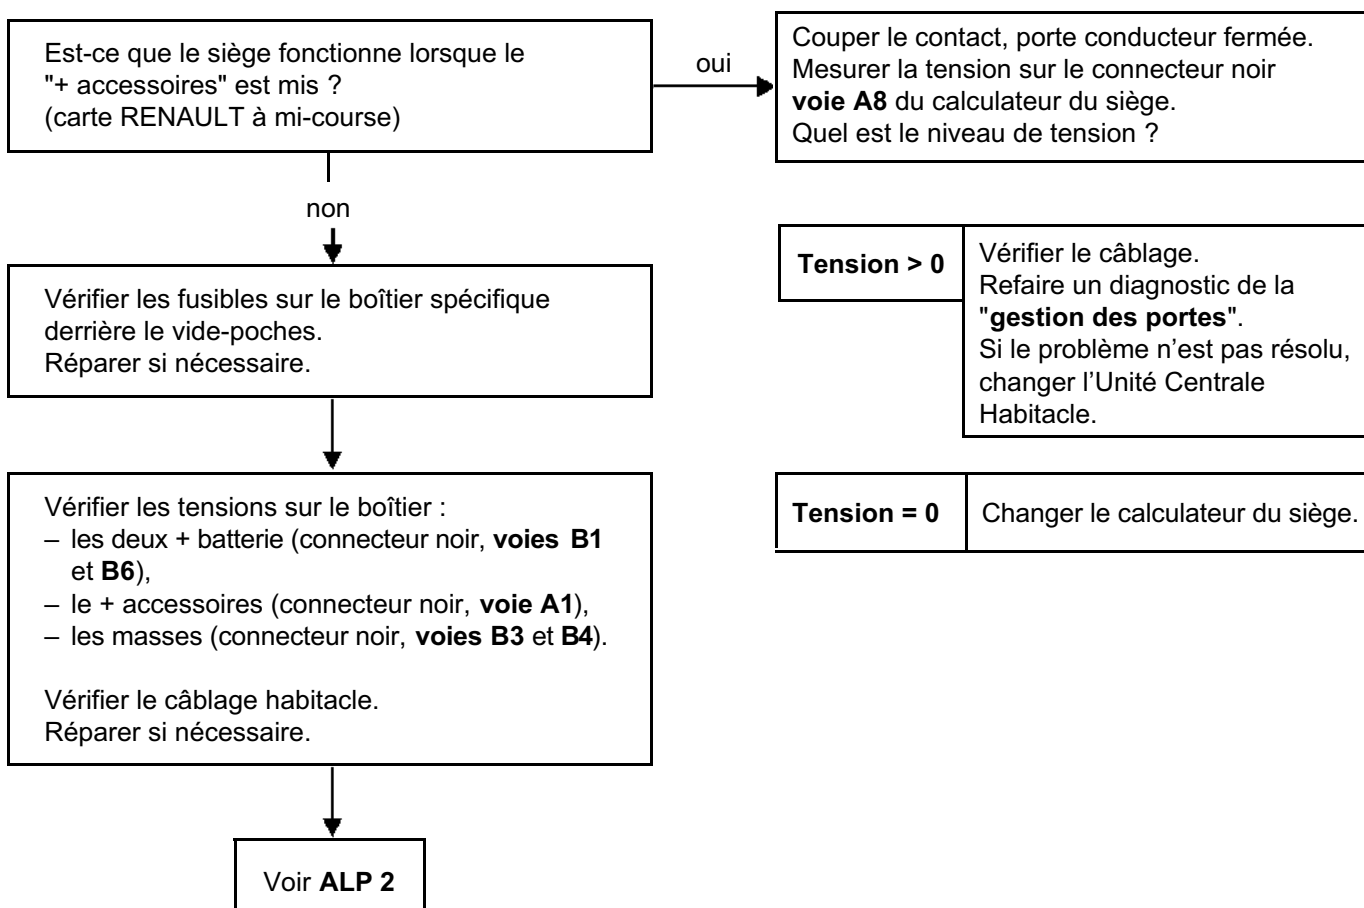 Est-ce que le siège fonctionne lorsque le
"+ accessoires" est mis ?
(carte RENAULT à mi-course)
oui
Couper le contact, porte conducteur fermée.
Mesurer la tension sur le connecteur noir
voie A8 du calculateur du siège.
Quel est le niveau de tension ?
non
Vérifier les fusibles sur le boîtier spécifique
derrière le vide-poches.
Réparer si nécessaire.
Tension > 0
Vérifier le câblage.
Refaire un diagnostic de la
"gestion des portes".
Si le problème n'est pas résolu,
changer l'Unité Centrale
Habitacle.
Vérifier les tensions sur le boîtier :
– les deux + batterie (connecteur noir, voies B1
et B6),
– le + accessoires (connecteur noir, voie A1),
– les masses (connecteur noir, voies B3 et B4).
Vérifier le câblage habitacle.
Réparer si nécessaire.
Tension = 0
Changer le calculateur du siège.
Voir ALP 2